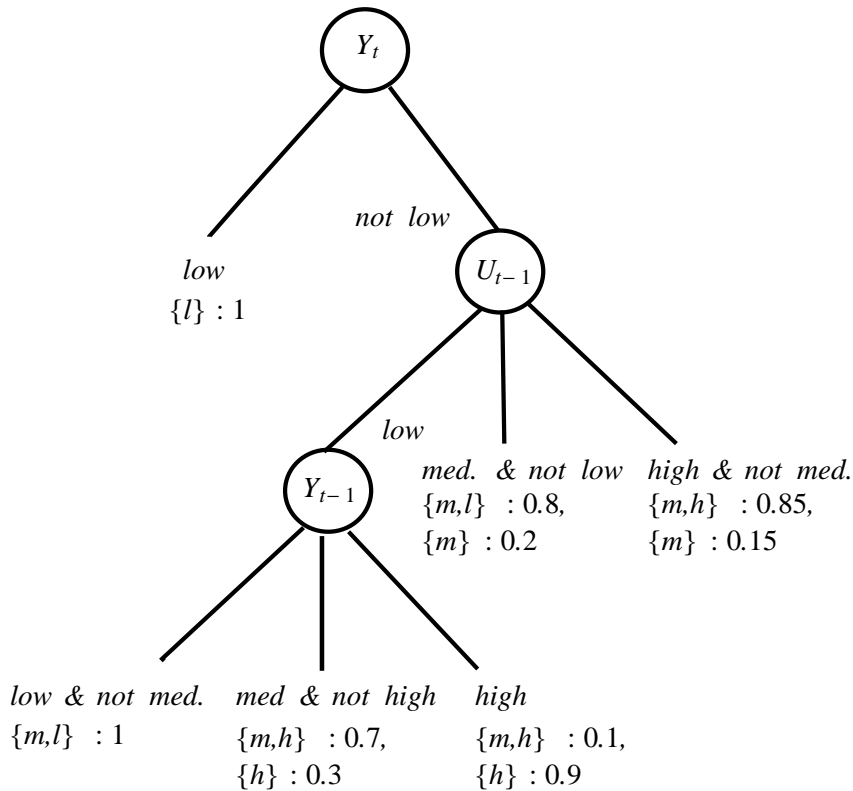 Y_t
not low
low
{l} : 1
U_{t−1}
low
med. & not low
{m,l} : 0.8,
{m} : 0.2
high & not med.
{m,h} : 0.85,
{m} : 0.15
Y_{t−1}
low & not med.
{m,l} : 1
med & not high
{m,h} : 0.7,
{h} : 0.3
high
{m,h} : 0.1,
{h} : 0.9